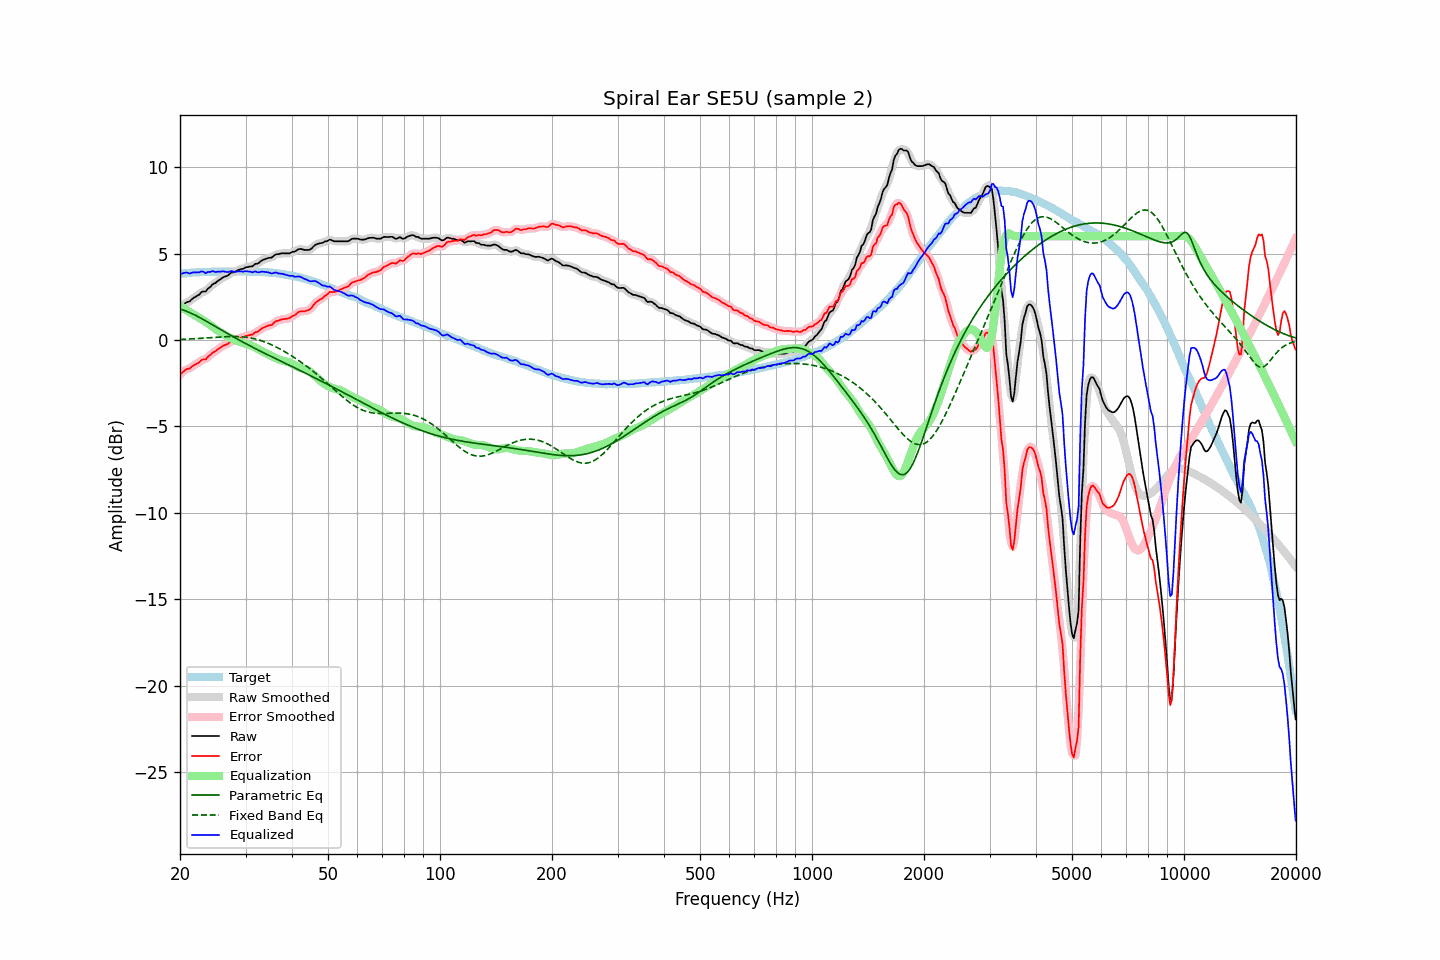 Spiral Ear SE5U (sample 2)
10
5
0
−5
−10
−15
−20
−25
Amplitude (dBr)
Target
Raw Smoothed
Error Smoothed
Raw
Error
Equalization
Parametric Eq
Fixed Band Eq
Equalized
20 50 100 200 500 1000 2000 5000 10000 20000
Frequency (Hz)